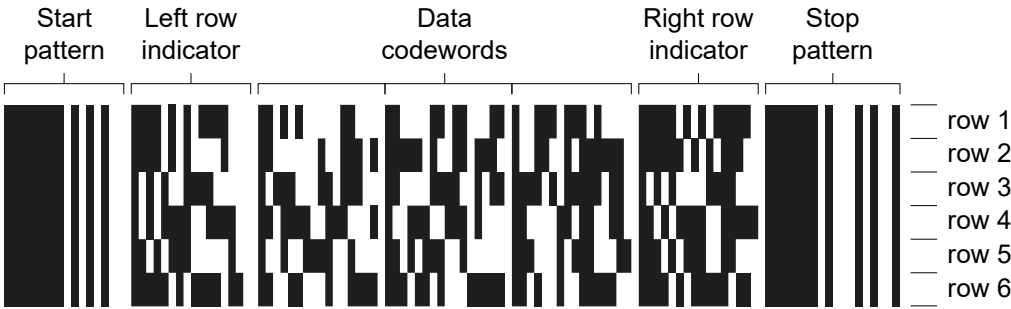 Start pattern
Left row indicator
Data codewords
Right row indicator
Stop pattern
row 1
row 2
row 3
row 4
row 5
row 6